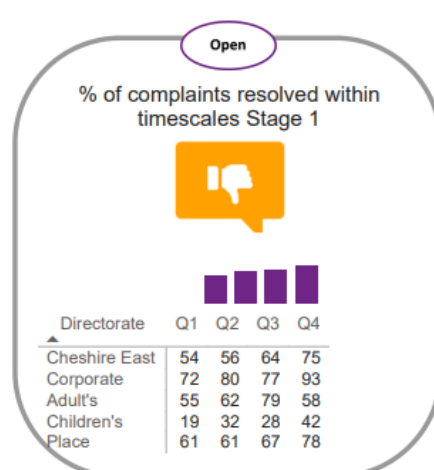 Open
% of complaints resolved within
timescales Stage 1
Directorate Q1 Q2 Q3 Q4
Cheshire East 54 56 64 75
Corporate 72 80 77 93
Adult's 55 62 79 58
Children's 19 32 28 42
Place 61 61 67 78